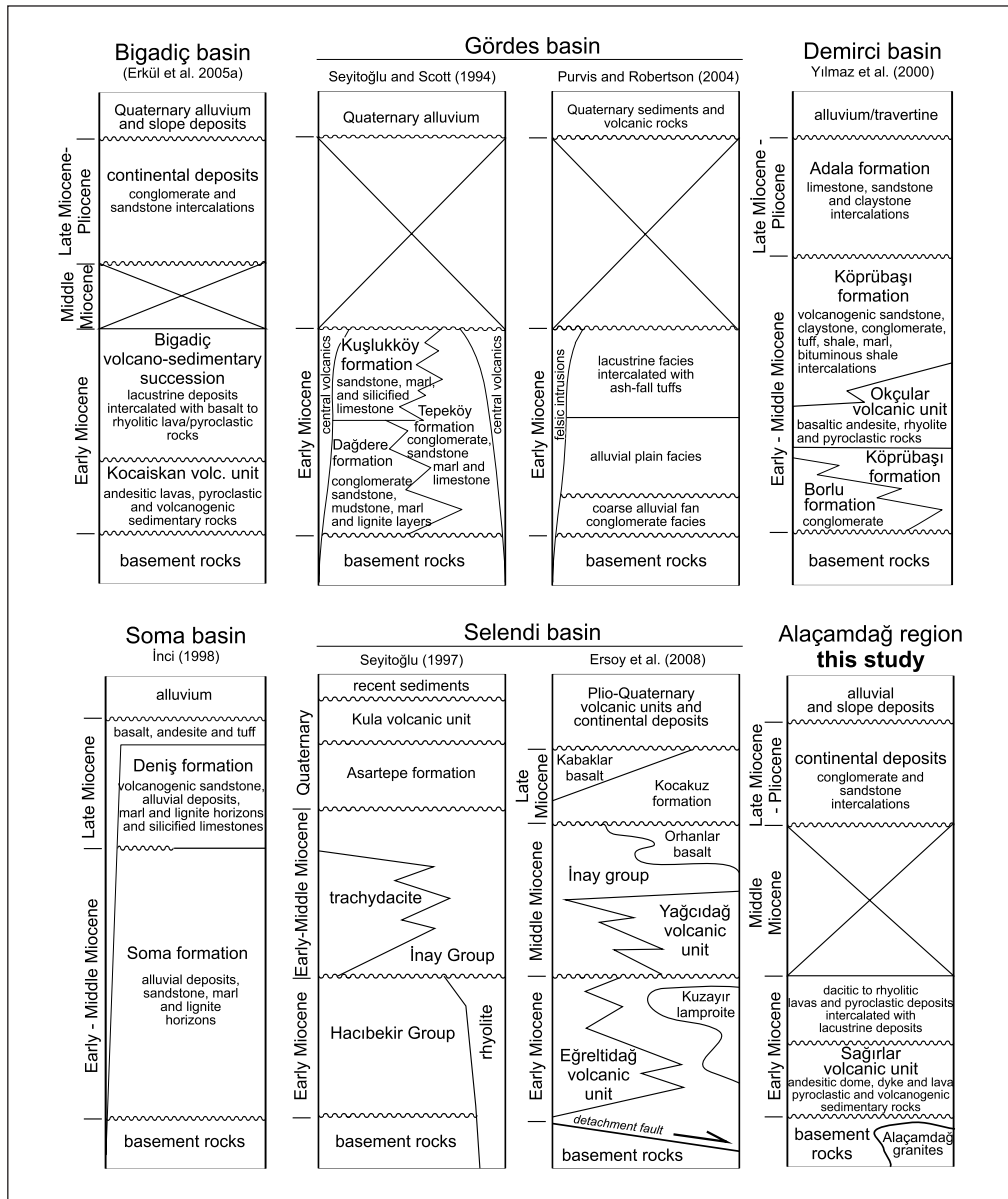 Bigadiç basin
(Erkül et al. 2005a)
Quaternary alluvium
and slope deposits
Late Miocene-
Pliocene
continental deposits
conglomerate and
sandstone intercalations
Middle
Miocene
Early Miocene
Bigadiç
volcano-sedimentary
succession
lacustrine deposits
intercalated with basalt to
rhyolitic lava/pyroclastic
rocks
Kocaiskan volc. unit
andesitic lavas, pyroclastic
and volcanogenic
sedimentary rocks
basement rocks
Gördes basin
Seyitoğlu and Scott (1994)
Quaternary alluvium
Early Miocene
central volcanics
Kuşlukköy
formation
sandstone, marl,
and silicified
limestone
Tepeköy
formation
conglomerate,
sandstone
marl and
limestone
Dağdere
formation
conglomerate
sandstone,
mudstone, marl
and lignite layers
central volcanics
basement rocks
Purvis and Robertson (2004)
Quaternary sediments and
volcanic rocks
Early Miocene
felsic intrusions
lacustrine facies
intercalated with
ash-fall tuffs
alluvial plain facies
coarse alluvial fan
conglomerate facies
basement rocks
Demirci basin
Yılmaz et al. (2000)
alluvium/travertine
Late Miocene -
Pliocene
Adala formation
limestone, sandstone
and claystone
intercalations
Early - Middle Miocene
Köprübaşı
formation
volcanogenic sandstone,
claystone, conglomerate,
tuff, shale, marl,
bituminous shale
intercalations
Okçular
volcanic unit
basaltic andesite, rhyolite
and pyroclastic rocks
Köprübaşı
formation
Borlu
formation
conglomerate
basement rocks
Soma basin
İnci (1998)
alluvium
Late Miocene
basalt, andesite and tuff
Deniş formation
volcanogenic sandstone,
alluvial deposits,
marl and lignite horizons
and silicified limestones
Early - Middle Miocene
Soma formation
alluvial deposits,
sandstone, marl
and lignite
horizons
basement rocks
Selendi basin
Seyitoğlu (1997)
recent sediments
Quaternary
Kula volcanic unit
Asartepe formation
Early-Middle Miocene
trachydacite
İnay Group
Early Miocene
Hacıbekir Group
rhyolite
basement rocks
Ersoy et al. (2008)
Plio-Quaternary
volcanic units and
continental deposits
Late
Miocene
Kabaklar
basalt
Kocakuz
formation
Middle Miocene
Orhanlar
basalt
İnay group
Yağcıdağ
volcanic
unit
Early Miocene
Kuzayır
lamproite
Eğreltidağ
volcanic
unit
detachment fault
basement rocks
Alaçamdağ region
this study
alluvial
and slope deposits
Late Miocene
- Pliocene
continental deposits
conglomerate and
sandstone
intercalations
Middle
Miocene
Early Miocene
dacitic to rhyolitic
lavas and pyroclastic deposits
intercalated with
lacustrine deposits
Sağırlar
volcanic unit
andesitic dome, dyke and lava
pyroclastic and volcanogenic
sedimentary rocks
basement
rocks
Alaçamdağ
granites